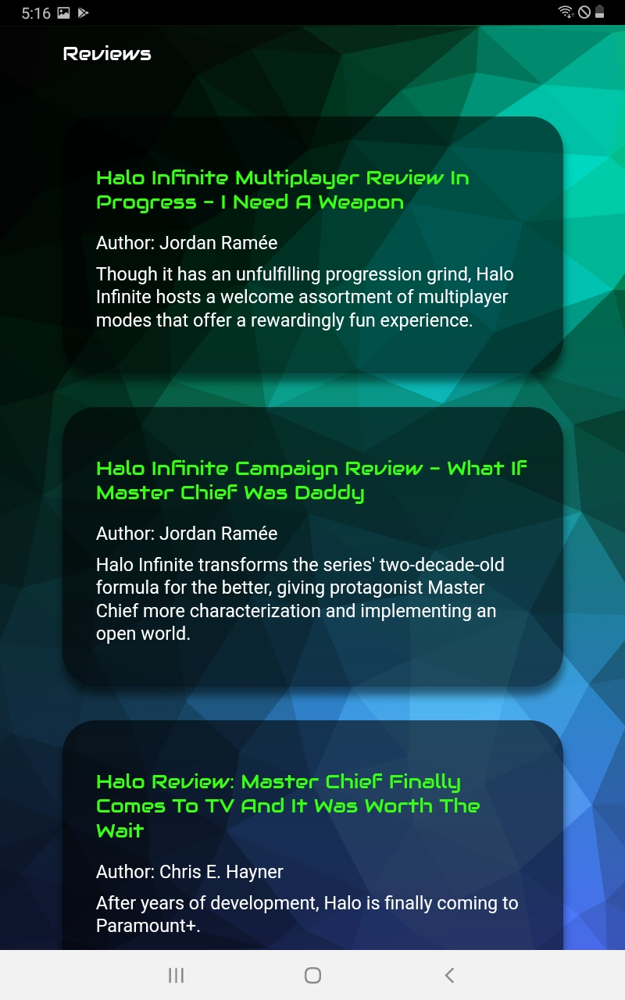 5:16
Reviews
Halo Infinite Multiplayer Review In
Progress - I Need A Weapon
Author: Jordan Ramée
Though it has an unfulfilling progression grind, Halo
Infinite hosts a welcome assortment of multiplayer
modes that offer a rewardingly fun experience.
Halo Infinite Campaign Review - What If
Master Chief Was Daddy
Author: Jordan Ramée
Halo Infinite transforms the series' two-decade-old
formula for the better, giving protagonist Master
Chief more characterization and implementing an
open world.
Halo Review: Master Chief Finally
Comes To TV And It Was Worth The
Wait
Author: Chris E. Hayner
After years of development, Halo is finally coming to
Paramount+.